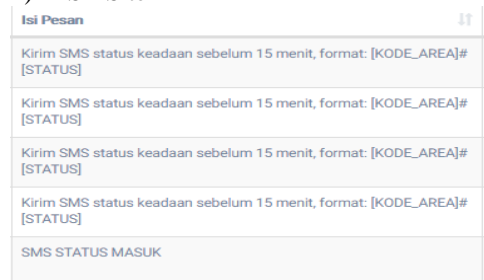 Isi Pesan
Kirim SMS status keadaan sebelum 15 menit, format: [KODE_AREA]#
[STATUS]
Kirim SMS status keadaan sebelum 15 menit, format: [KODE_AREA]#
[STATUS]
Kirim SMS status keadaan sebelum 15 menit, format: [KODE_AREA]#
[STATUS]
Kirim SMS status keadaan sebelum 15 menit, format: [KODE_AREA]#
[STATUS]
SMS STATUS MASUK